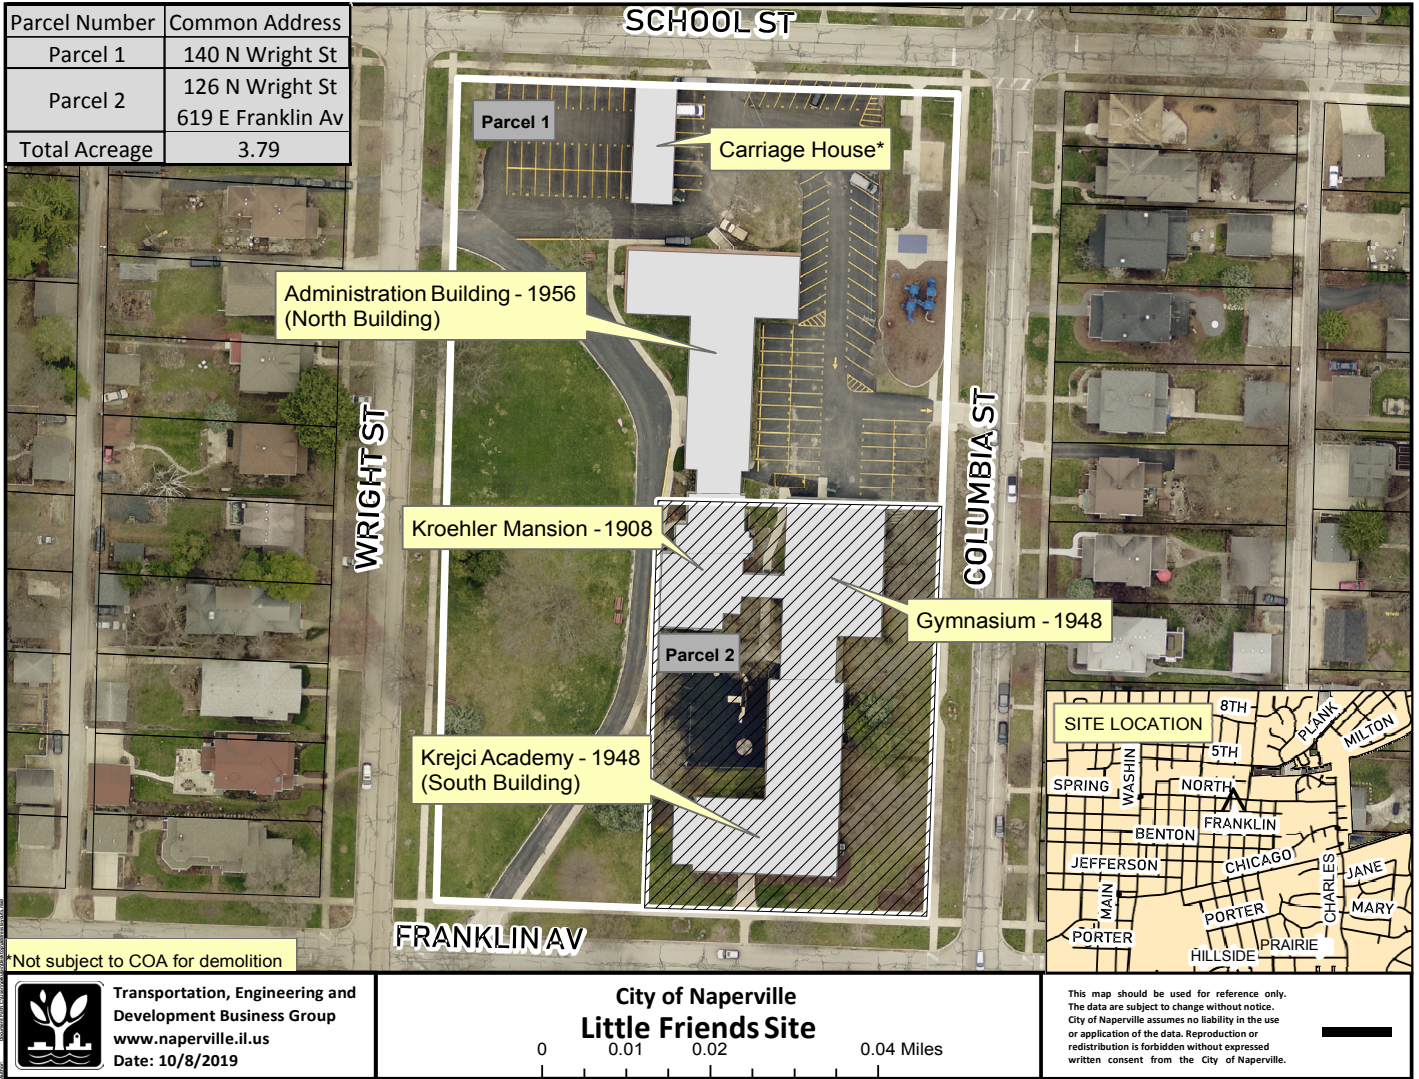 Parcel Number Common Address
Parcel 1 140 N Wright St
Parcel 2 126 N Wright St
619 E Franklin Av
Total Acreage 3.79
SCHOOL ST
Parcel 1
Carriage House*
Administration Building - 1956
(North Building)
WRIGHT ST
COLUMBIA ST
Kroehler Mansion - 1908
Gymnasium - 1948
Parcel 2
Krejci Academy - 1948
(South Building)
FRANKLIN AV
*Not subject to COA for demolition
SITE LOCATION
8TH
PLANK
MILTON
5TH
WASHIN
SPRING
NORTH
FRANKLIN
BENTON
JEFFERSON
CHICAGO
CHARLES
JANE
MAIN
PORTER
MARY
PORTER
PRAIRIE
HILLSIDE
Transportation, Engineering and
Development Business Group
www.naperville.il.us
Date: 10/8/2019
City of Naperville
Little Friends Site
0 0.01 0.02 0.04 Miles
This map should be used for reference only.
The data are subject to change without notice.
City of Naperville assumes no liability in the use
or application of the data. Reproduction or
redistribution is forbidden without expressed
written consent from the City of Naperville.